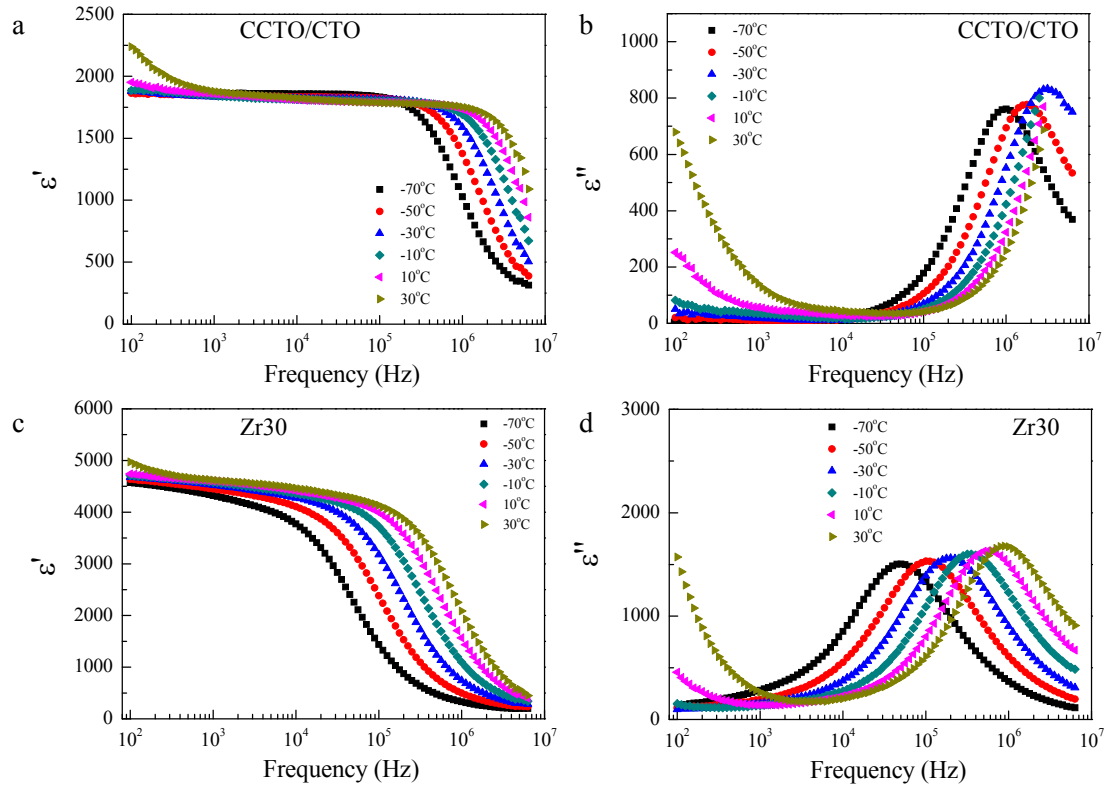 a
CCTO/CTO
2500
2000
1500
1000
500
0
ε'
-70°C
-50°C
-30°C
-10°C
10°C
30°C
10² 10³ 10⁴ 10⁵ 10⁶ 10⁷
Frequency (Hz)
b
CCTO/CTO
1000
800
600
400
200
0
ε''
-70°C
-50°C
-30°C
-10°C
10°C
30°C
10² 10³ 10⁴ 10⁵ 10⁶ 10⁷
Frequency (Hz)
c
Zr30
6000
5000
4000
3000
2000
1000
0
ε'
-70°C
-50°C
-30°C
-10°C
10°C
30°C
10² 10³ 10⁴ 10⁵ 10⁶ 10⁷
Frequency (Hz)
d
Zr30
3000
2000
1000
0
ε''
-70°C
-50°C
-30°C
-10°C
10°C
30°C
10² 10³ 10⁴ 10⁵ 10⁶ 10⁷
Frequency (Hz)